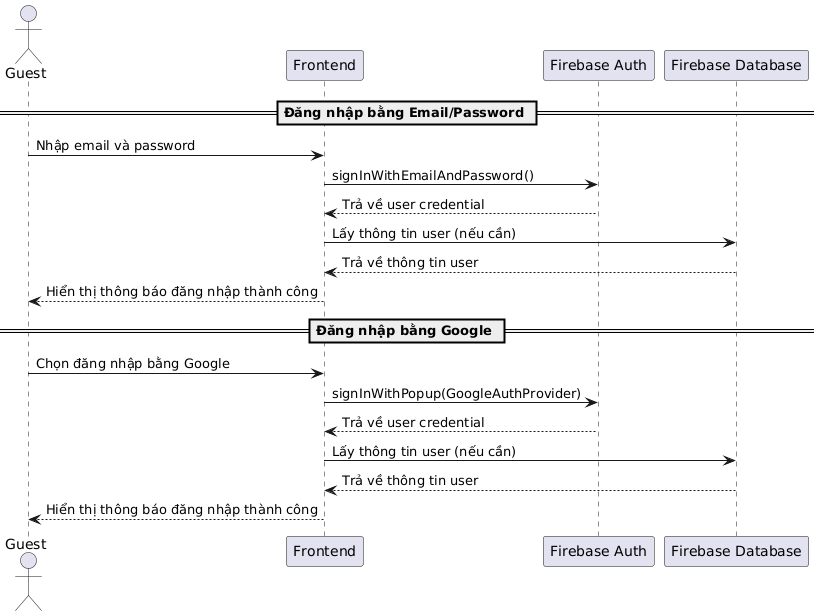 Guest
Frontend
Firebase Auth
Firebase Database
Đăng nhập bằng Email/Password
Nhập email và password
signInWithEmailAndPassword()
Trả về user credential
Lấy thông tin user (nếu cần)
Trả về thông tin user
Hiển thị thông báo đăng nhập thành công
Đăng nhập bằng Google
Chọn đăng nhập bằng Google
signInWithPopup(GoogleAuthProvider)
Trả về user credential
Lấy thông tin user (nếu cần)
Trả về thông tin user
Hiển thị thông báo đăng nhập thành công
Guest
Frontend
Firebase Auth
Firebase Database